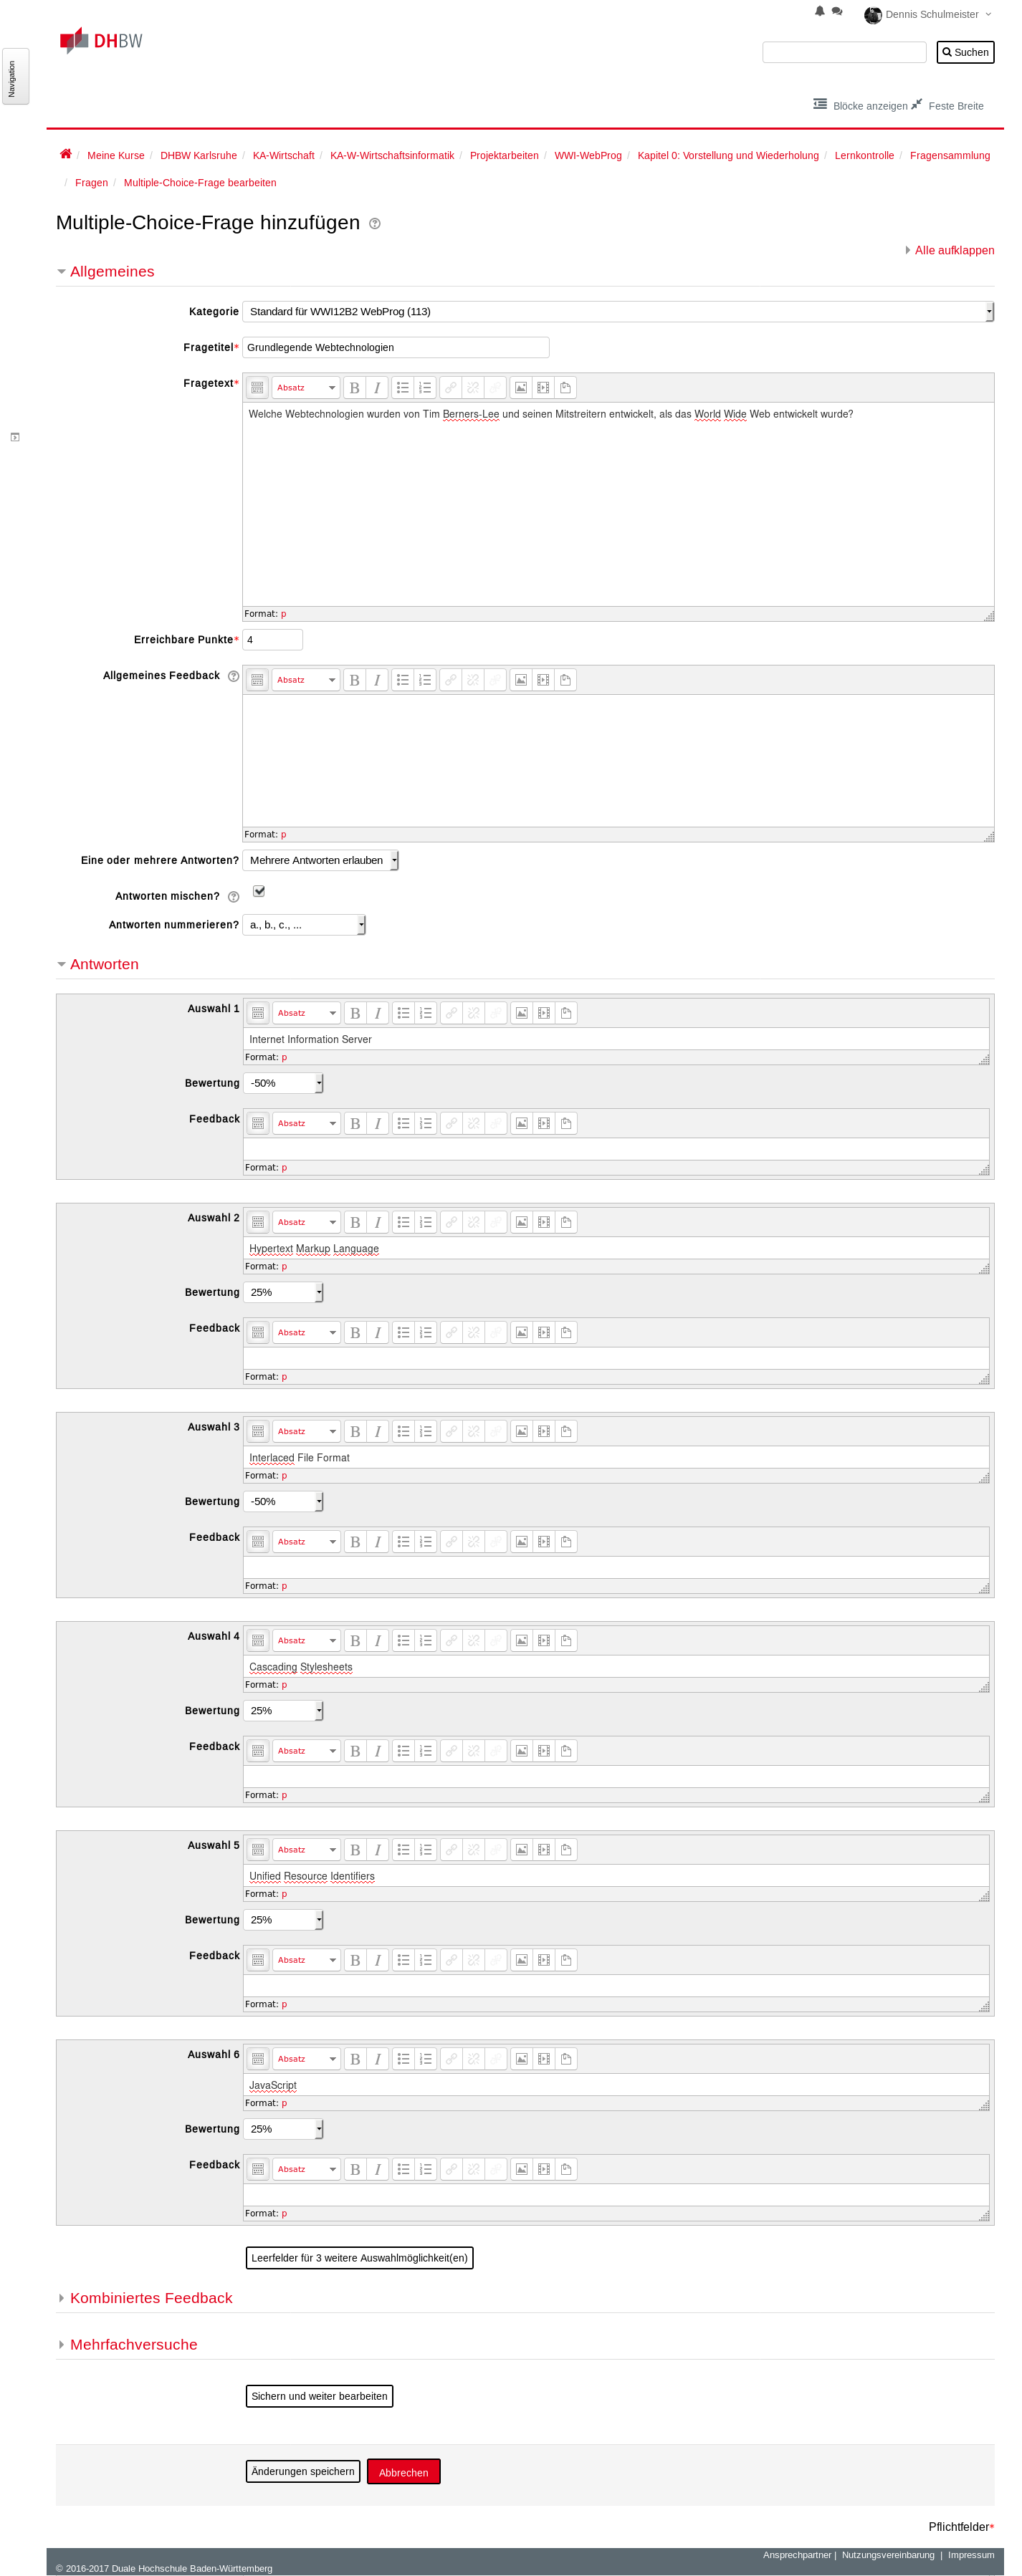 Dennis Schulmeister
DHBW
Suchen
Navigation
Blöcke anzeigen Feste Breite
/ Meine Kurse / DHBW Karlsruhe / KA-Wirtschaft / KA-W-Wirtschaftsinformatik / Projektarbeiten / WWI-WebProg / Kapitel 0: Vorstellung und Wiederholung / Lernkontrolle / Fragensammlung
/ Fragen / Multiple-Choice-Frage bearbeiten
Multiple-Choice-Frage hinzufügen
Alle aufklappen
Allgemeines
Kategorie Standard für WWI12B2 WebProg (113)
Fragetitel* Grundlegende Webtechnologien
Fragetext* Absatz B I
Welche Webtechnologien wurden von Tim Berners-Lee und seinen Mitstreitern entwickelt, als das World Wide Web entwickelt wurde?
Format: p
Erreichbare Punkte* 4
Allgemeines Feedback Absatz B I
Format: p
Eine oder mehrere Antworten? Mehrere Antworten erlauben
Antworten mischen?
Antworten nummerieren? a., b., c., ...
Antworten
Auswahl 1 Absatz B I
Internet Information Server
Format: p
Bewertung -50%
Feedback Absatz B I
Format: p
Auswahl 2 Absatz B I
Hypertext Markup Language
Format: p
Bewertung 25%
Feedback Absatz B I
Format: p
Auswahl 3 Absatz B I
Interlaced File Format
Format: p
Bewertung -50%
Feedback Absatz B I
Format: p
Auswahl 4 Absatz B I
Cascading Stylesheets
Format: p
Bewertung 25%
Feedback Absatz B I
Format: p
Auswahl 5 Absatz B I
Unified Resource Identifiers
Format: p
Bewertung 25%
Feedback Absatz B I
Format: p
Auswahl 6 Absatz B I
JavaScript
Format: p
Bewertung 25%
Feedback Absatz B I
Format: p
Leerfelder für 3 weitere Auswahlmöglichkeit(en)
Kombiniertes Feedback
Mehrfachversuche
Sichern und weiter bearbeiten
Änderungen speichern Abbrechen
Pflichtfelder*
Ansprechpartner | Nutzungsvereinbarung | Impressum
© 2016-2017 Duale Hochschule Baden-Württemberg